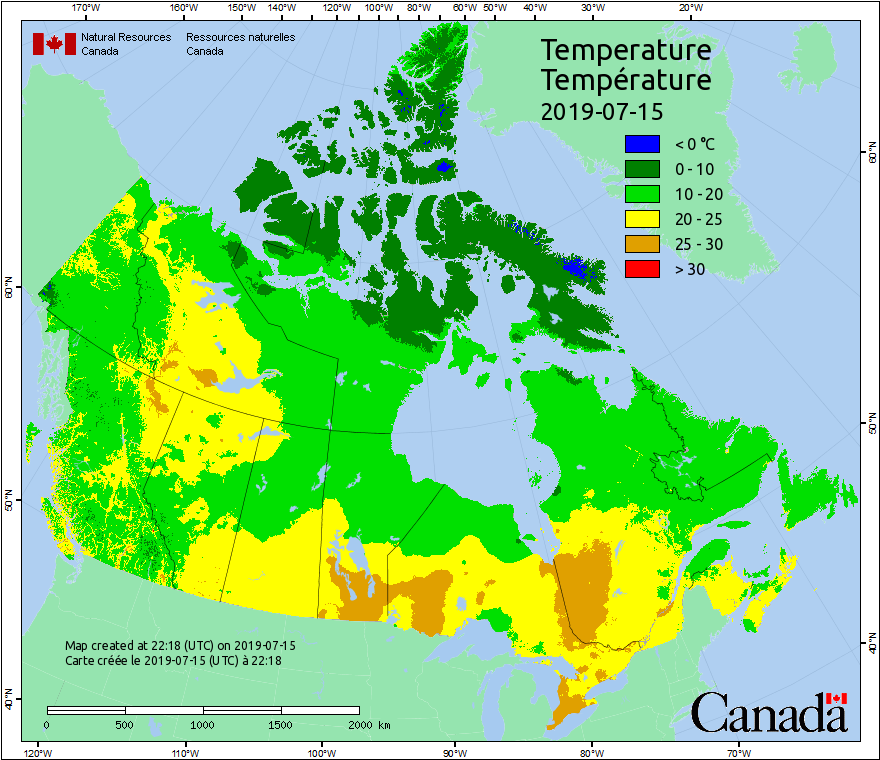 170°W 160°W 150°W 140°W 120°W 100°W 80°W 60°W 50°W 40°W 30°W 20°W
Natural Resources Ressources naturelles
Canada Canada
Temperature
Température
2019-07-15
< 0 °C
0 - 10
10 - 20
20 - 25
25 - 30
> 30
60°N
60°N
50°N
50°N
40°N
40°N
Map created at 22:18 (UTC) on 2019-07-15
Carte créée le 2019-07-15 (UTC) à 22:18
0 500 1000 1500 2000 km
Canada
120°W 110°W 100°W 90°W 80°W 70°W